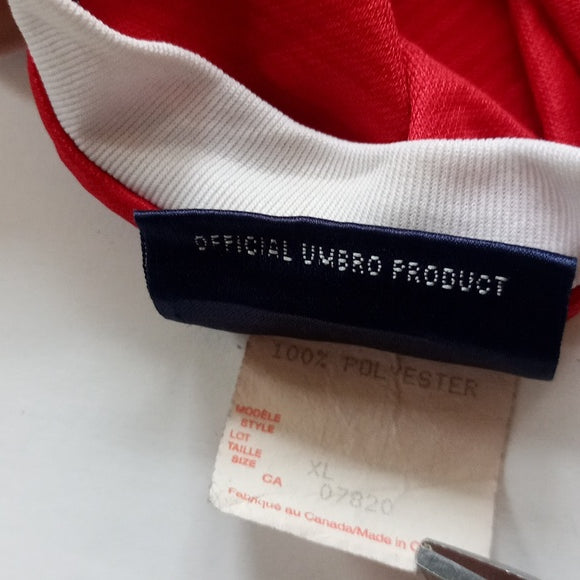 OFFICIAL UMBRO PRODUCT
100% POLYESTER
MODÈLE
STYLE
LOT
TAILLE
SIZE
XL
CA 07820
Fabriqué au Canada/Made in